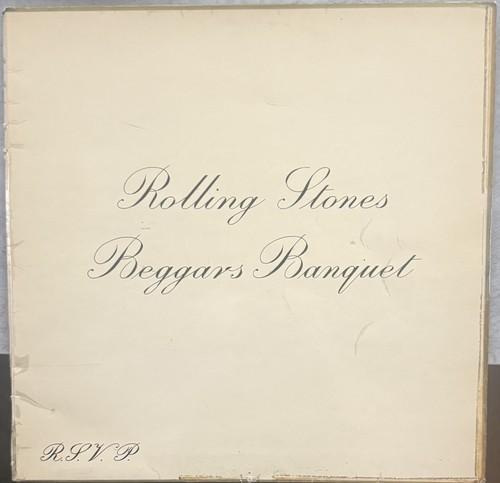 Rolling Stones
Beggars Banquet
R.S.V.P.